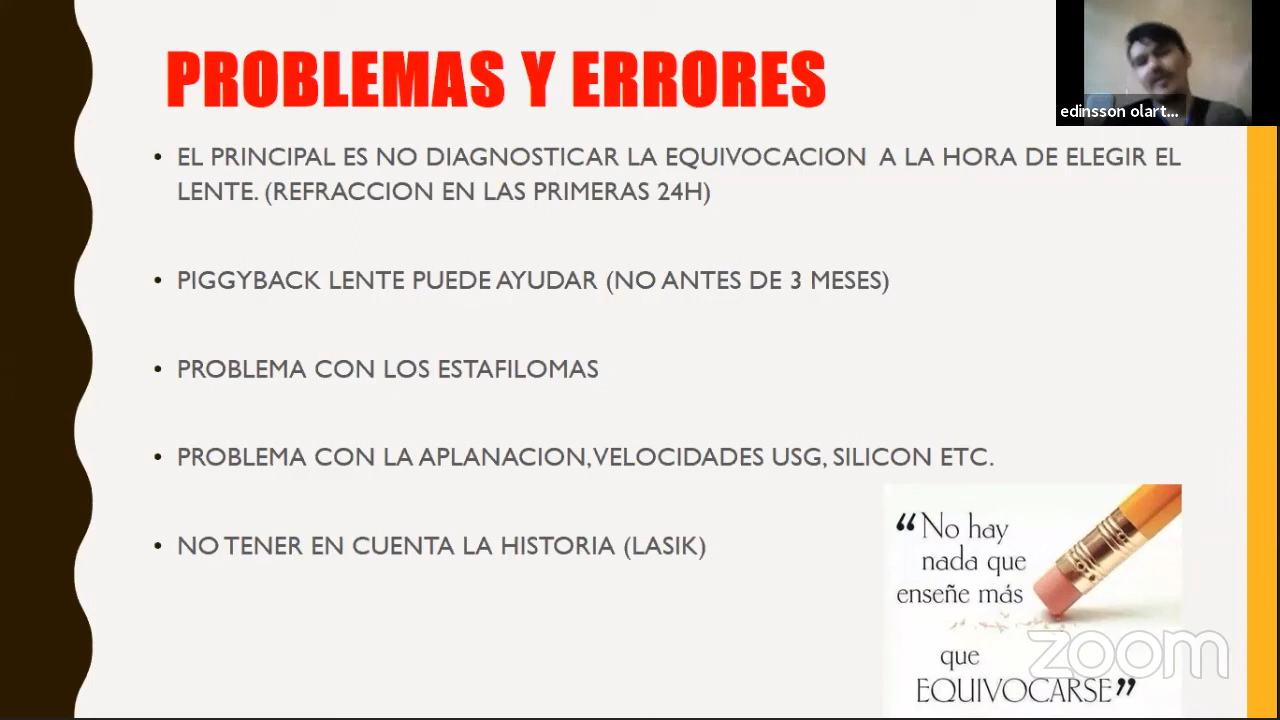 PROBLEMAS Y ERRORES
edinsson olart...
• EL PRINCIPAL ES NO DIAGNOSTICAR LA EQUIVOCACION A LA HORA DE ELEGIR EL
LENTE. (REFRACCION EN LAS PRIMERAS 24H)
• PIGGYBACK LENTE PUEDE AYUDAR (NO ANTES DE 3 MESES)
• PROBLEMA CON LOS ESTAFILOMAS
• PROBLEMA CON LA APLANACION, VELOCIDADES USG, SILICON ETC.
• NO TENER EN CUENTA LA HISTORIA (LASIK)
“No hay
nada que
enseñe más
que
EQUIVOCARSE”
zoom